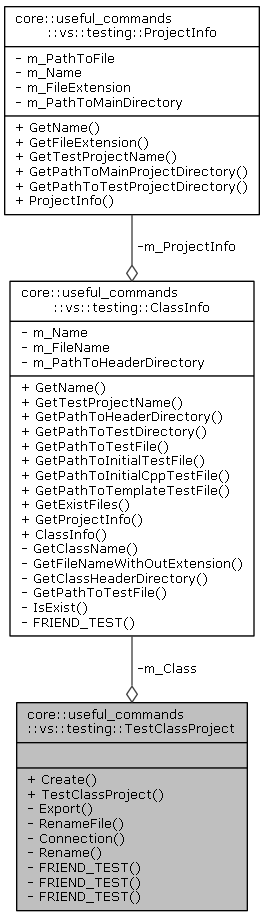 core::useful_commands
::vs::testing::ProjectInfo
- m_PathToFile
- m_Name
- m_FileExtension
- m_PathToMainDirectory
+ GetName()
+ GetFileExtension()
+ GetTestProjectName()
+ GetPathToMainProjectDirectory()
+ GetPathToTestProjectDirectory()
+ ProjectInfo()
-m_ProjectInfo
core::useful_commands
::vs::testing::ClassInfo
- m_Name
- m_FileName
- m_PathToHeaderDirectory
+ GetName()
+ GetTestProjectName()
+ GetPathToHeaderDirectory()
+ GetPathToTestDirectory()
+ GetPathToTestFile()
+ GetPathToInitialTestFile()
+ GetPathToInitialCppTestFile()
+ GetPathToTemplateTestFile()
+ GetExistFiles()
+ GetProjectInfo()
+ ClassInfo()
- GetClassName()
- GetFileNameWithOutExtension()
- GetClassHeaderDirectory()
- GetPathToTestFile()
- IsExist()
- FRIEND_TEST()
-m_Class
core::useful_commands
::vs::testing::TestClassProject
+ Create()
+ TestClassProject()
- Export()
- RenameFile()
- Connection()
- Rename()
- FRIEND_TEST()
- FRIEND_TEST()
- FRIEND_TEST()